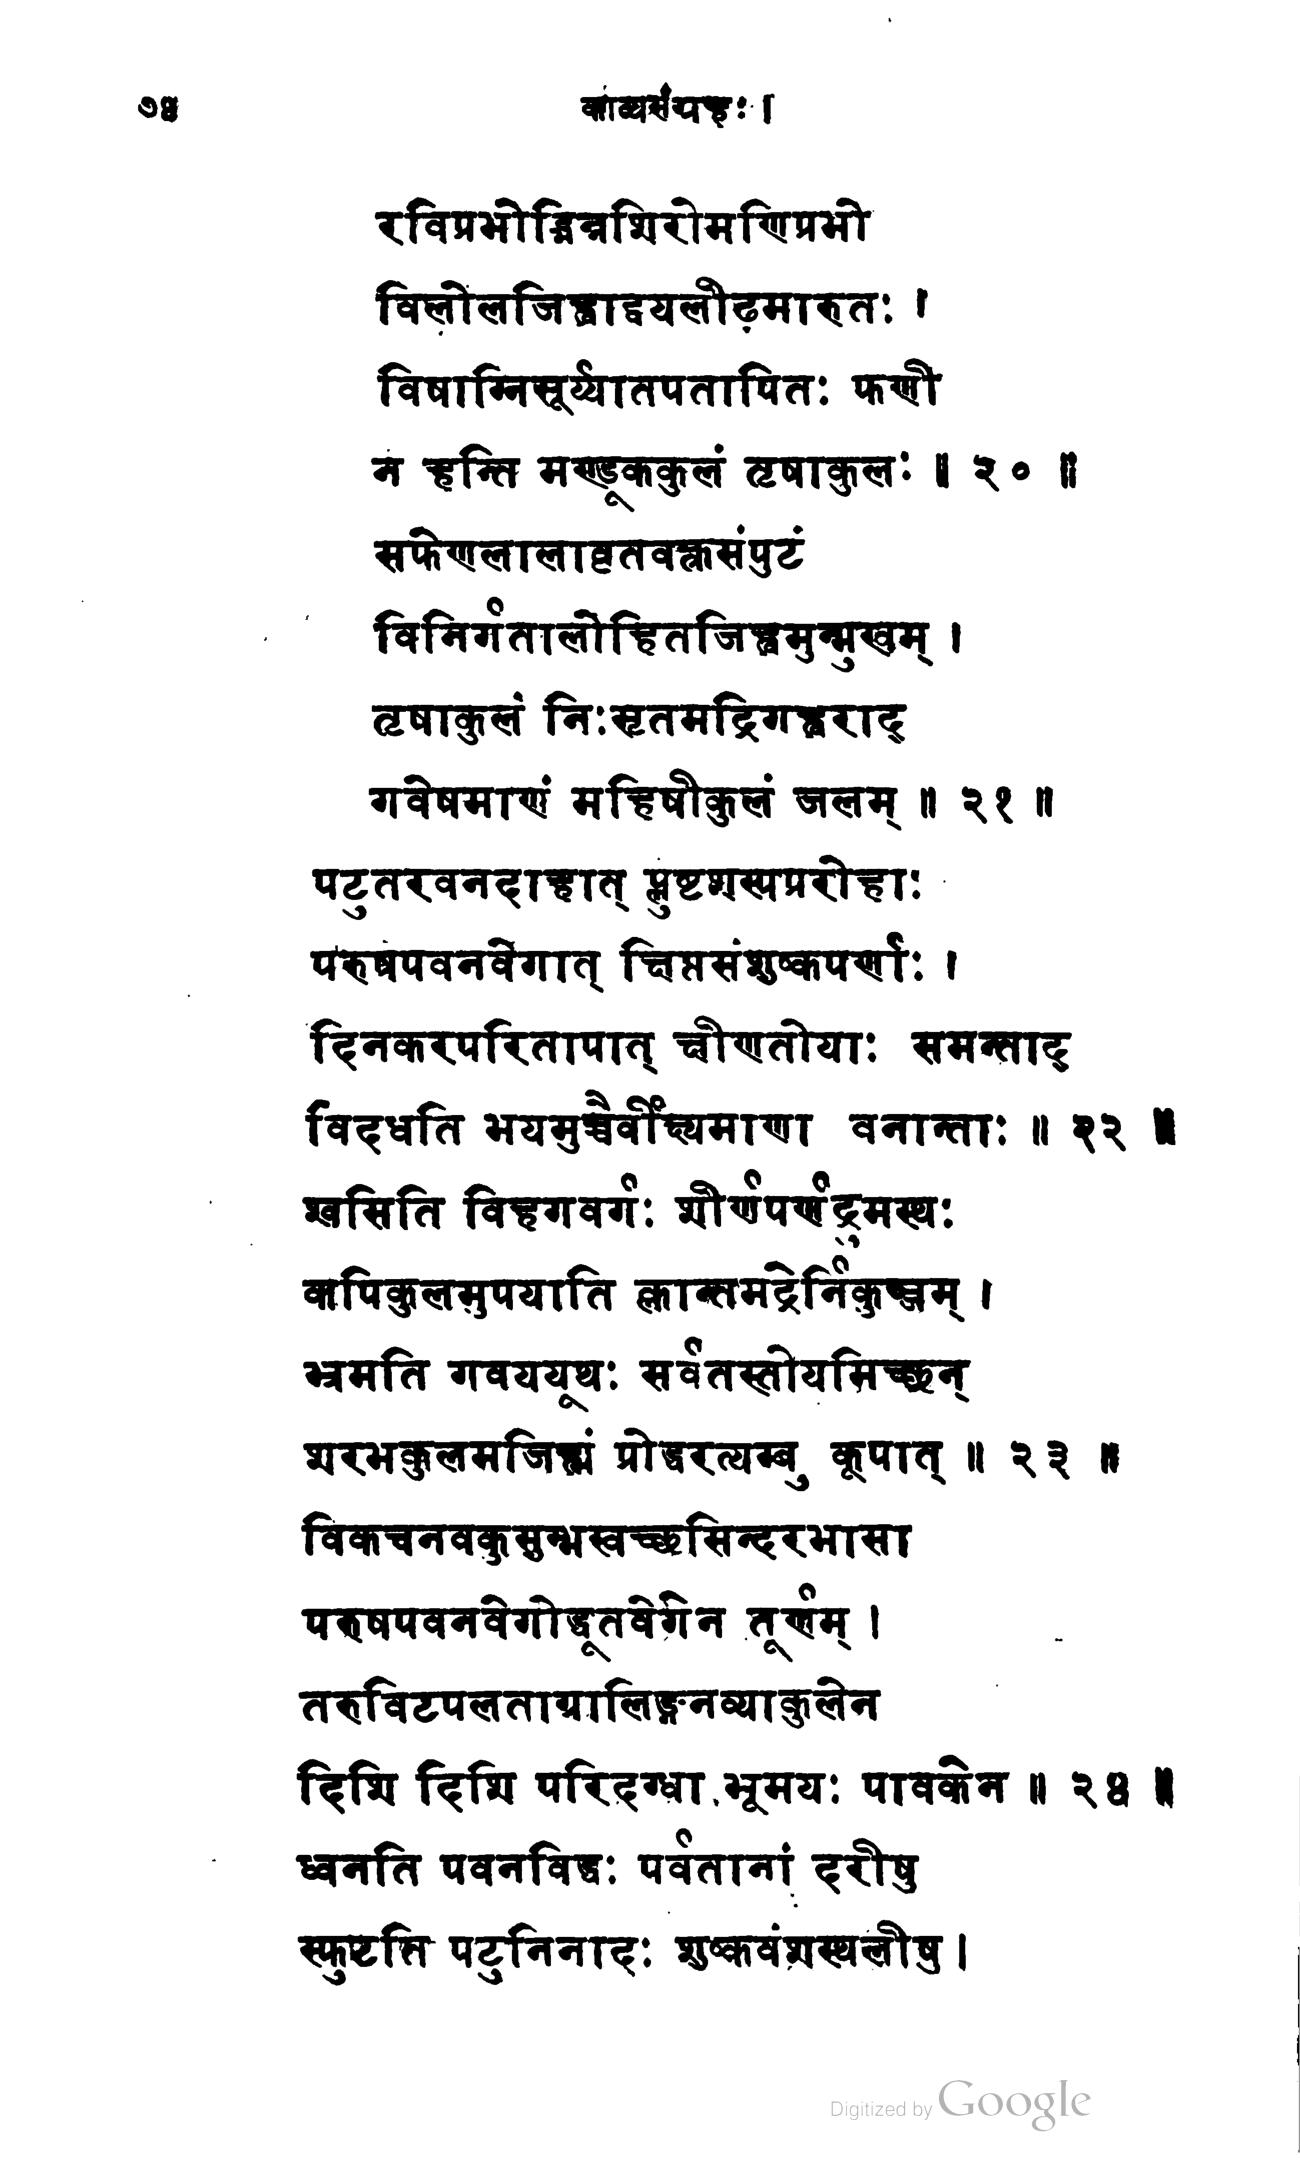 ७४ काव्यसंग्रहः ।
रविप्रभोद्भिन्नशिरोमणिप्रभो
विलोलजिह्वाद्वयलीढ़मारुतः ।
विषाग्निसूर्य्यातपतापितः फणी
न हन्ति मण्डूककुलं तृषाकुलः ॥ २० ॥
सफेणलालावृतवक्त्रसंपुटं
विनिर्गतालोहितजिह्वमुन्मुखम् ।
तृषाकुलं निःसृतमद्रिगह्वराद्
गवेषमाणं महिषीकुलं जलम् ॥ २१ ॥
पटुतरवनदाहात् प्लुष्टशस्यप्ररोहाः
परुषपवनवेगात् क्षिप्तसंशुष्कपर्णाः ।
दिनकरपरितापात् क्षीणतोयाः समन्ताद्
विदधति भयमुच्चैर्वीक्ष्यमाणा वनान्ताः ॥ २२ ॥
श्वसिति विहगवर्गः शीर्णपर्णद्रुमस्थः
कपिकुलमुपयाति क्लान्तमद्रेर्निकुञ्जम् ।
भ्रमति गवययूथः सर्वतस्तोयमिच्छन्
शरभकुलमजिह्मं प्रोद्धरत्यम्बु कूपात् ॥ २३ ॥
विकचनवकुसुम्भस्वच्छसिन्दरभासा
परुषपवनवेगोद्धूतवेगेन तूर्णम् ।
तरुविटपलताग्रालिङ्गनव्याकुलेन
दिशि दिशि परिदग्धा भूमयः पावकेन ॥ २४ ॥
ध्वनति पवनविद्धः पर्वतानां दरीषु
स्फुटति पटुनिनादः शुष्कवंशस्थलीषु ।
Digitized by Google